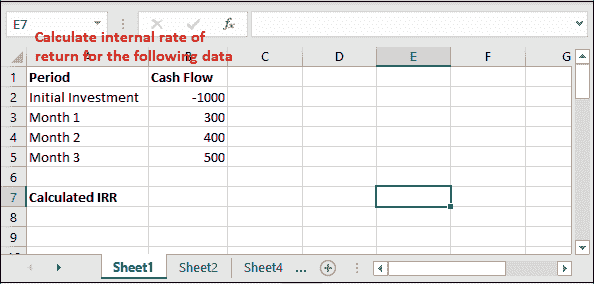 E7 fx
Calculate internal rate of
return for the following data
A B C D E F G
1 Period Cash Flow
2 Initial Investment -1000
3 Month 1 300
4 Month 2 400
5 Month 3 500
6
7 Calculated IRR
8
9
Sheet1 Sheet2 Sheet4 ...